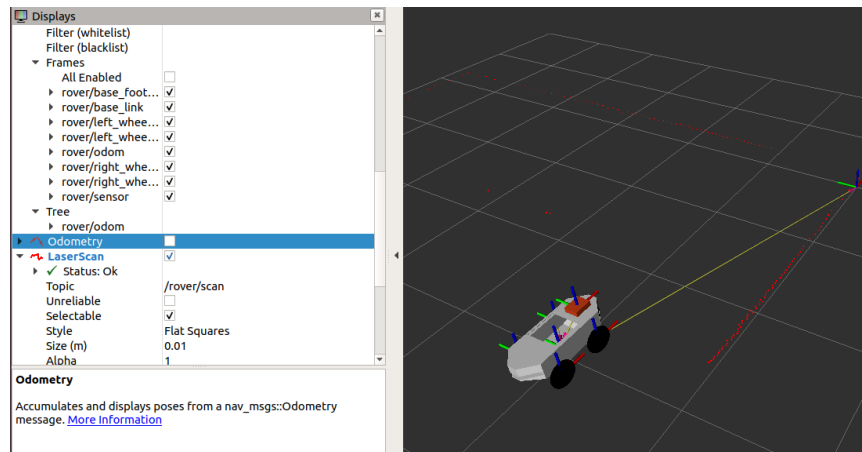 Displays
Filter (whitelist)
Filter (blacklist)
Frames
All Enabled
rover/base_foot...
rover/base_link
rover/left_whee...
rover/left_whee...
rover/odom
rover/right_whe...
rover/right_whe...
rover/sensor
Tree
rover/odom
Odometry
LaserScan
Status: Ok
Topic /rover/scan
Unreliable
Selectable
Style Flat Squares
Size (m) 0.01
Alpha 1
Odometry
Accumulates and displays poses from a nav_msgs::Odometry
message. More Information